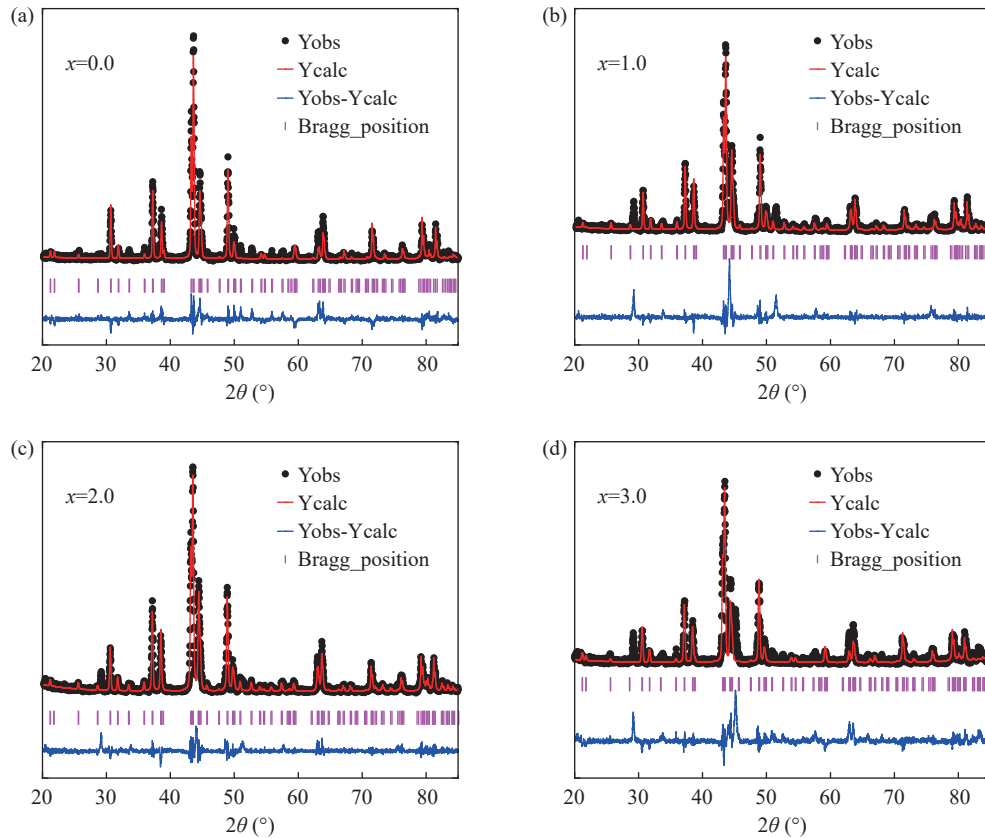 (a)
x=0.0
Yobs
Ycalc
Yobs-Ycalc
Bragg_position
20 30 40 50 60 70 80
2θ (°)
(b)
x=1.0
Yobs
Ycalc
Yobs-Ycalc
Bragg_position
20 30 40 50 60 70 80
2θ (°)
(c)
x=2.0
Yobs
Ycalc
Yobs-Ycalc
Bragg_position
20 30 40 50 60 70 80
2θ (°)
(d)
x=3.0
Yobs
Ycalc
Yobs-Ycalc
Bragg_position
20 30 40 50 60 70 80
2θ (°)